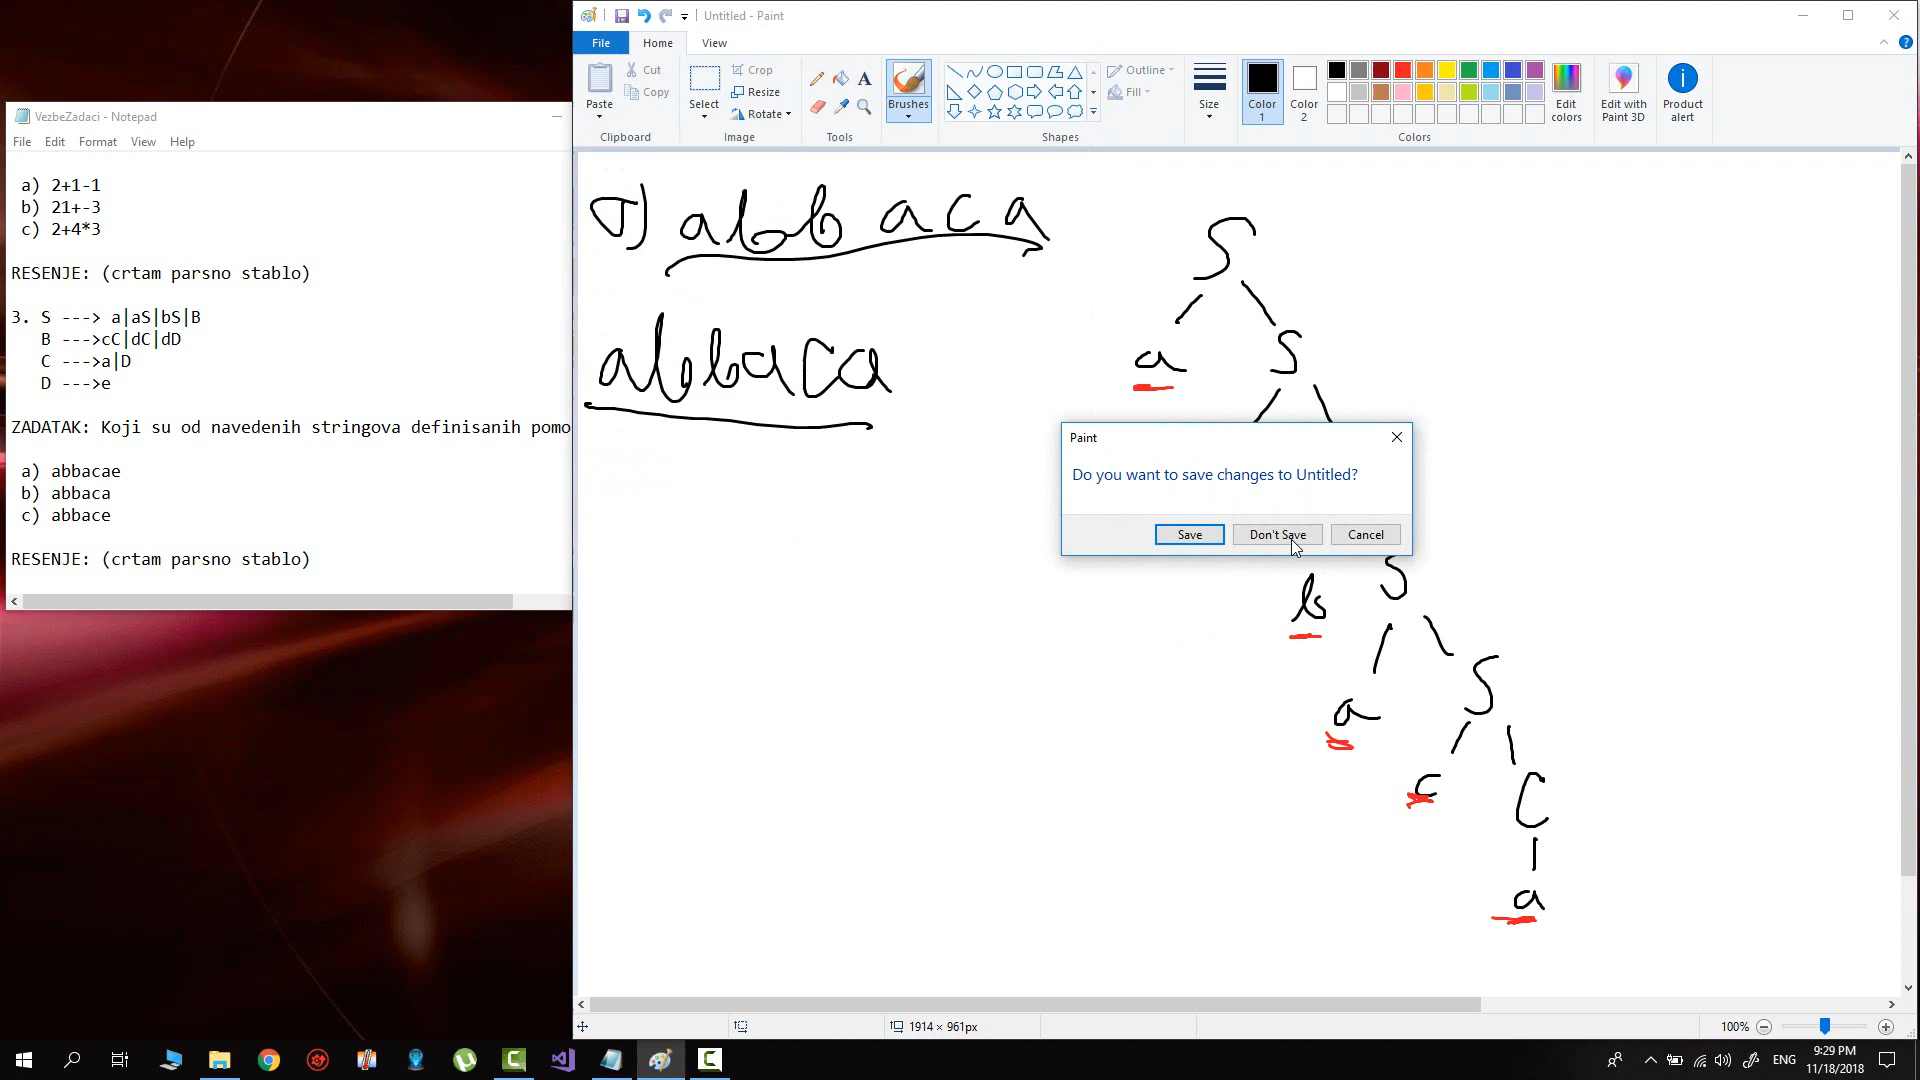 Untitled - Paint
File Home View
Paste Cut Copy Clipboard
Select Crop Resize Rotate Image
Tools
Brushes
Shapes Outline Fill
Size
Color 1 Color 2 Edit colors Colors
Edit with Paint 3D
Product alert
VezbeZadaci - Notepad
File Edit Format View Help
a) 2+1-1
b) 21+-3
c) 2+4*3
RESENJE: (crtam parsno stablo)
3. S ---> a|aS|bS|B
B --->cC|dC|dD
C --->a|D
D --->e
ZADATAK: Koji su od navedenih stringova definisanih pomo
a) abbacae
b) abbaca
c) abbace
RESENJE: (crtam parsno stablo)
abbaca
abbaca
S
a S
Paint
Do you want to save changes to Untitled?
Save Don't Save Cancel
b S
a S
c C
a
1914 × 961px
100%
ENG
9:29 PM
11/18/2018